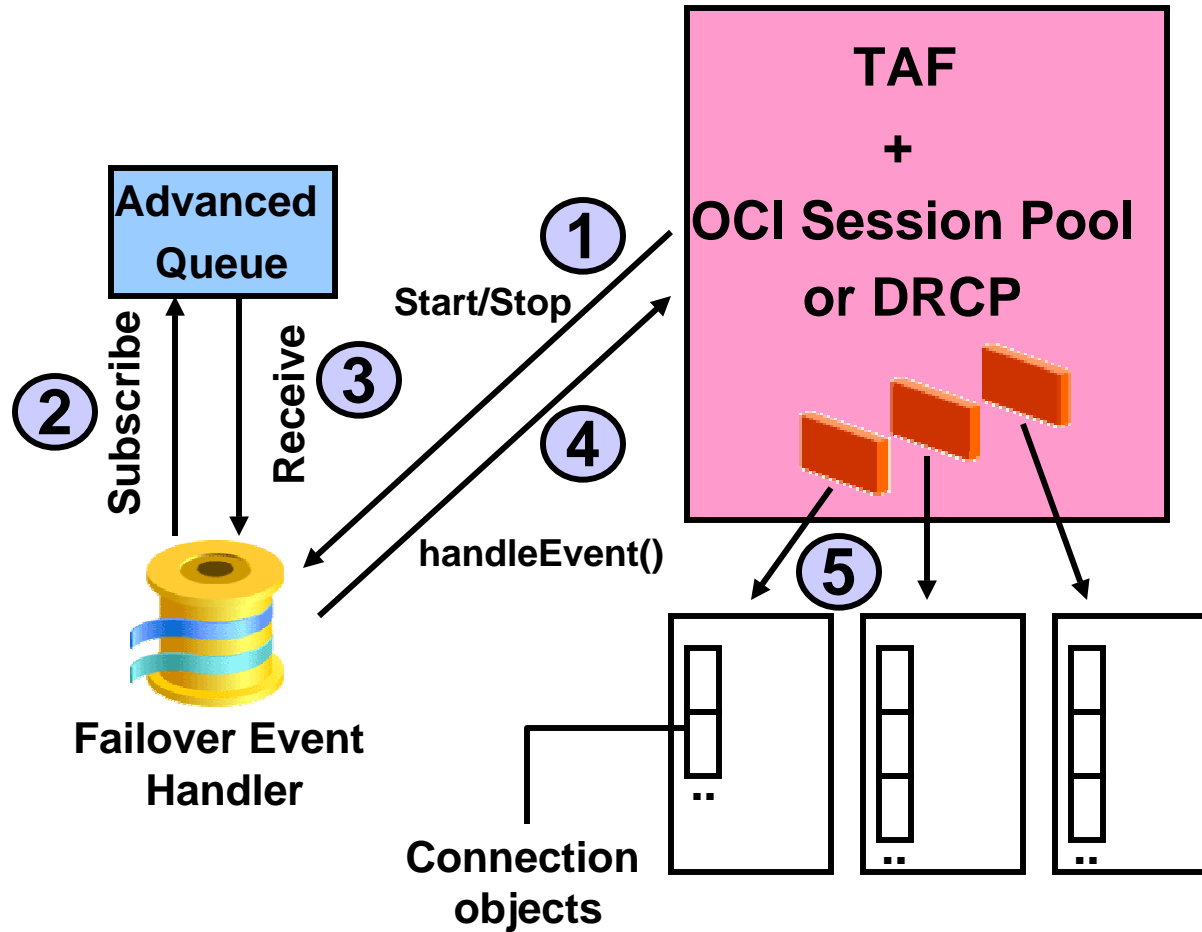 TAF
+
OCI Session Pool
or DRCP
Advanced
Queue
1
Start/Stop
2
Subscribe
Receive
3
4
handleEvent()
5
Failover Event
Handler
..
..
..
Connection
objects